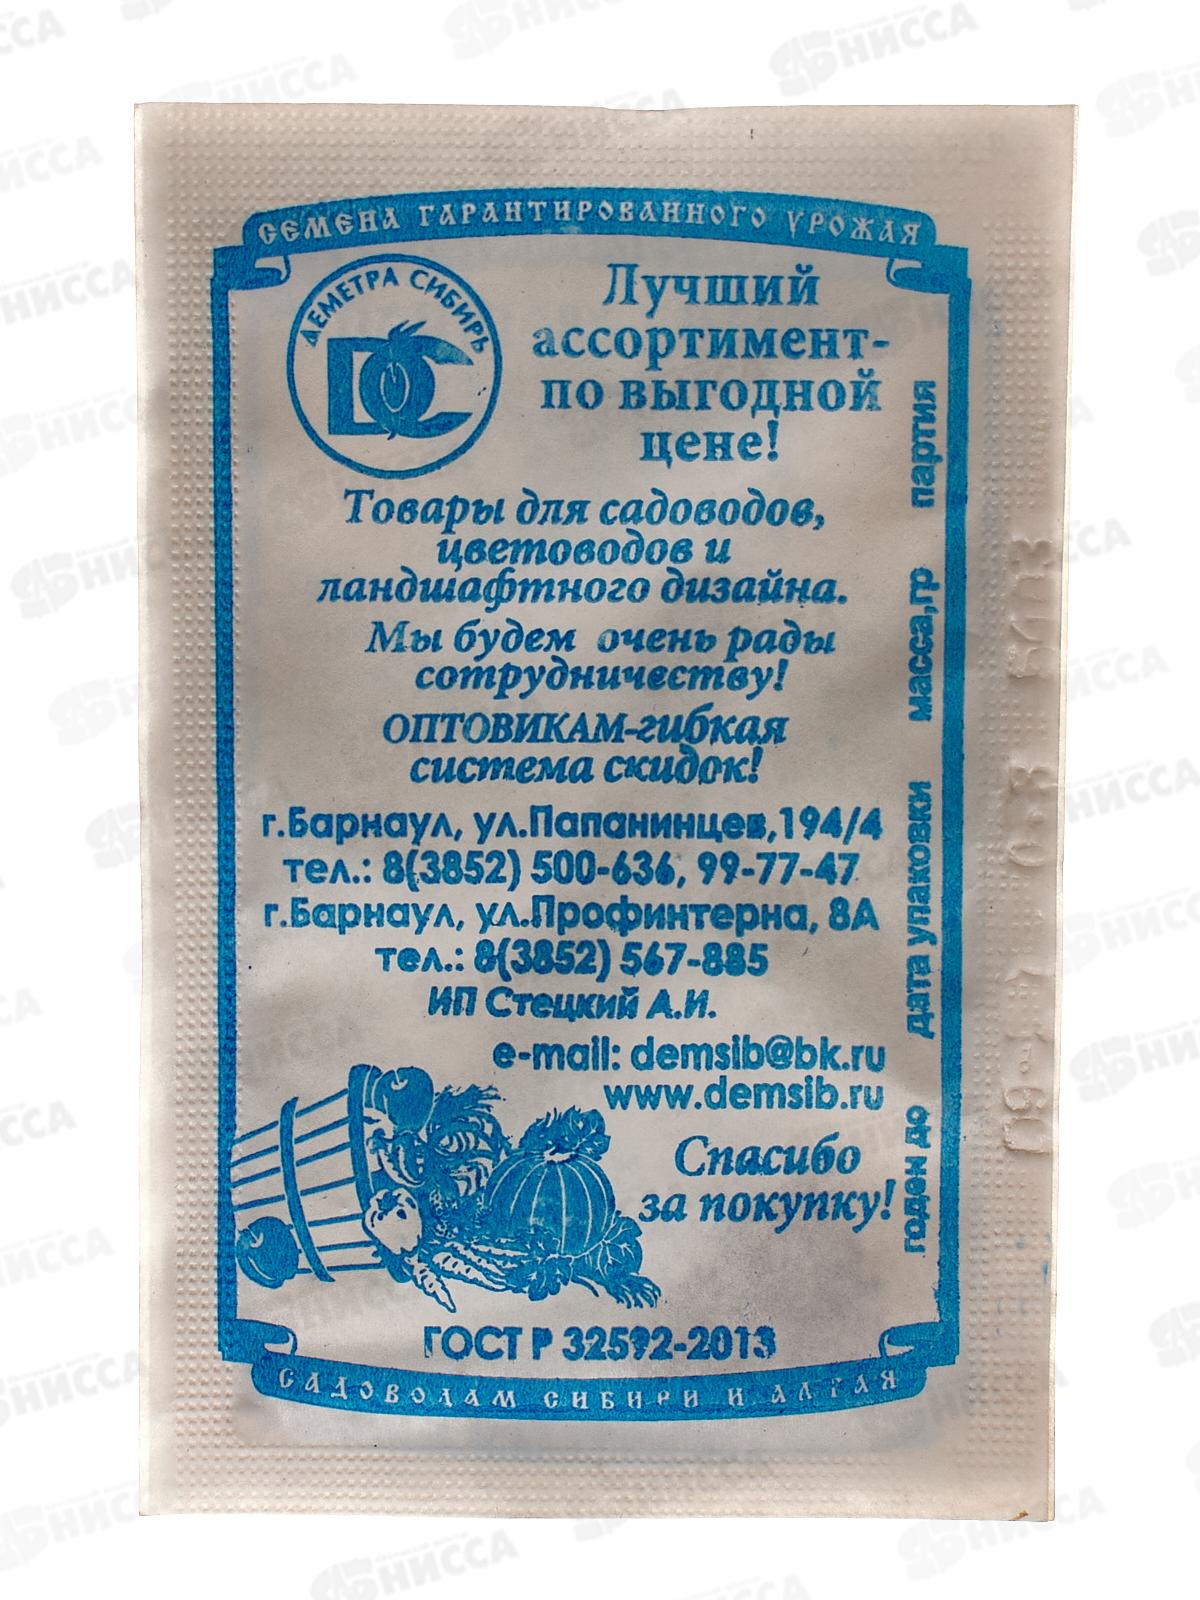 СЕМЕНА ГАРАНТИРОВАННОГО УРОЖАЯ
ДЕМЕТРА СИБИРЬ
ДС
Лучший
ассортимент-
по выгодной
цене!
Товары для садоводов,
цветоводов и
ландшафтного дизайна.
Мы будем очень рады
сотрудничеству!
ОПТОВИКАМ-гибкая
система скидок!
г.Барнаул, ул.Папанинцев,194/4
тел.: 8(3852) 500-636, 99-77-47
г.Барнаул, ул.Профинтерна, 8А
тел.: 8(3852) 567-885
ИП Стецкий А.И.
e-mail: demsib@bk.ru
www.demsib.ru
Спасибо
за покупку!
ГОСТ Р 32592-2013
САДОВОДАМ СИБИРИ И АЛТАЯ
годен до дата упаковки масса,гр партия